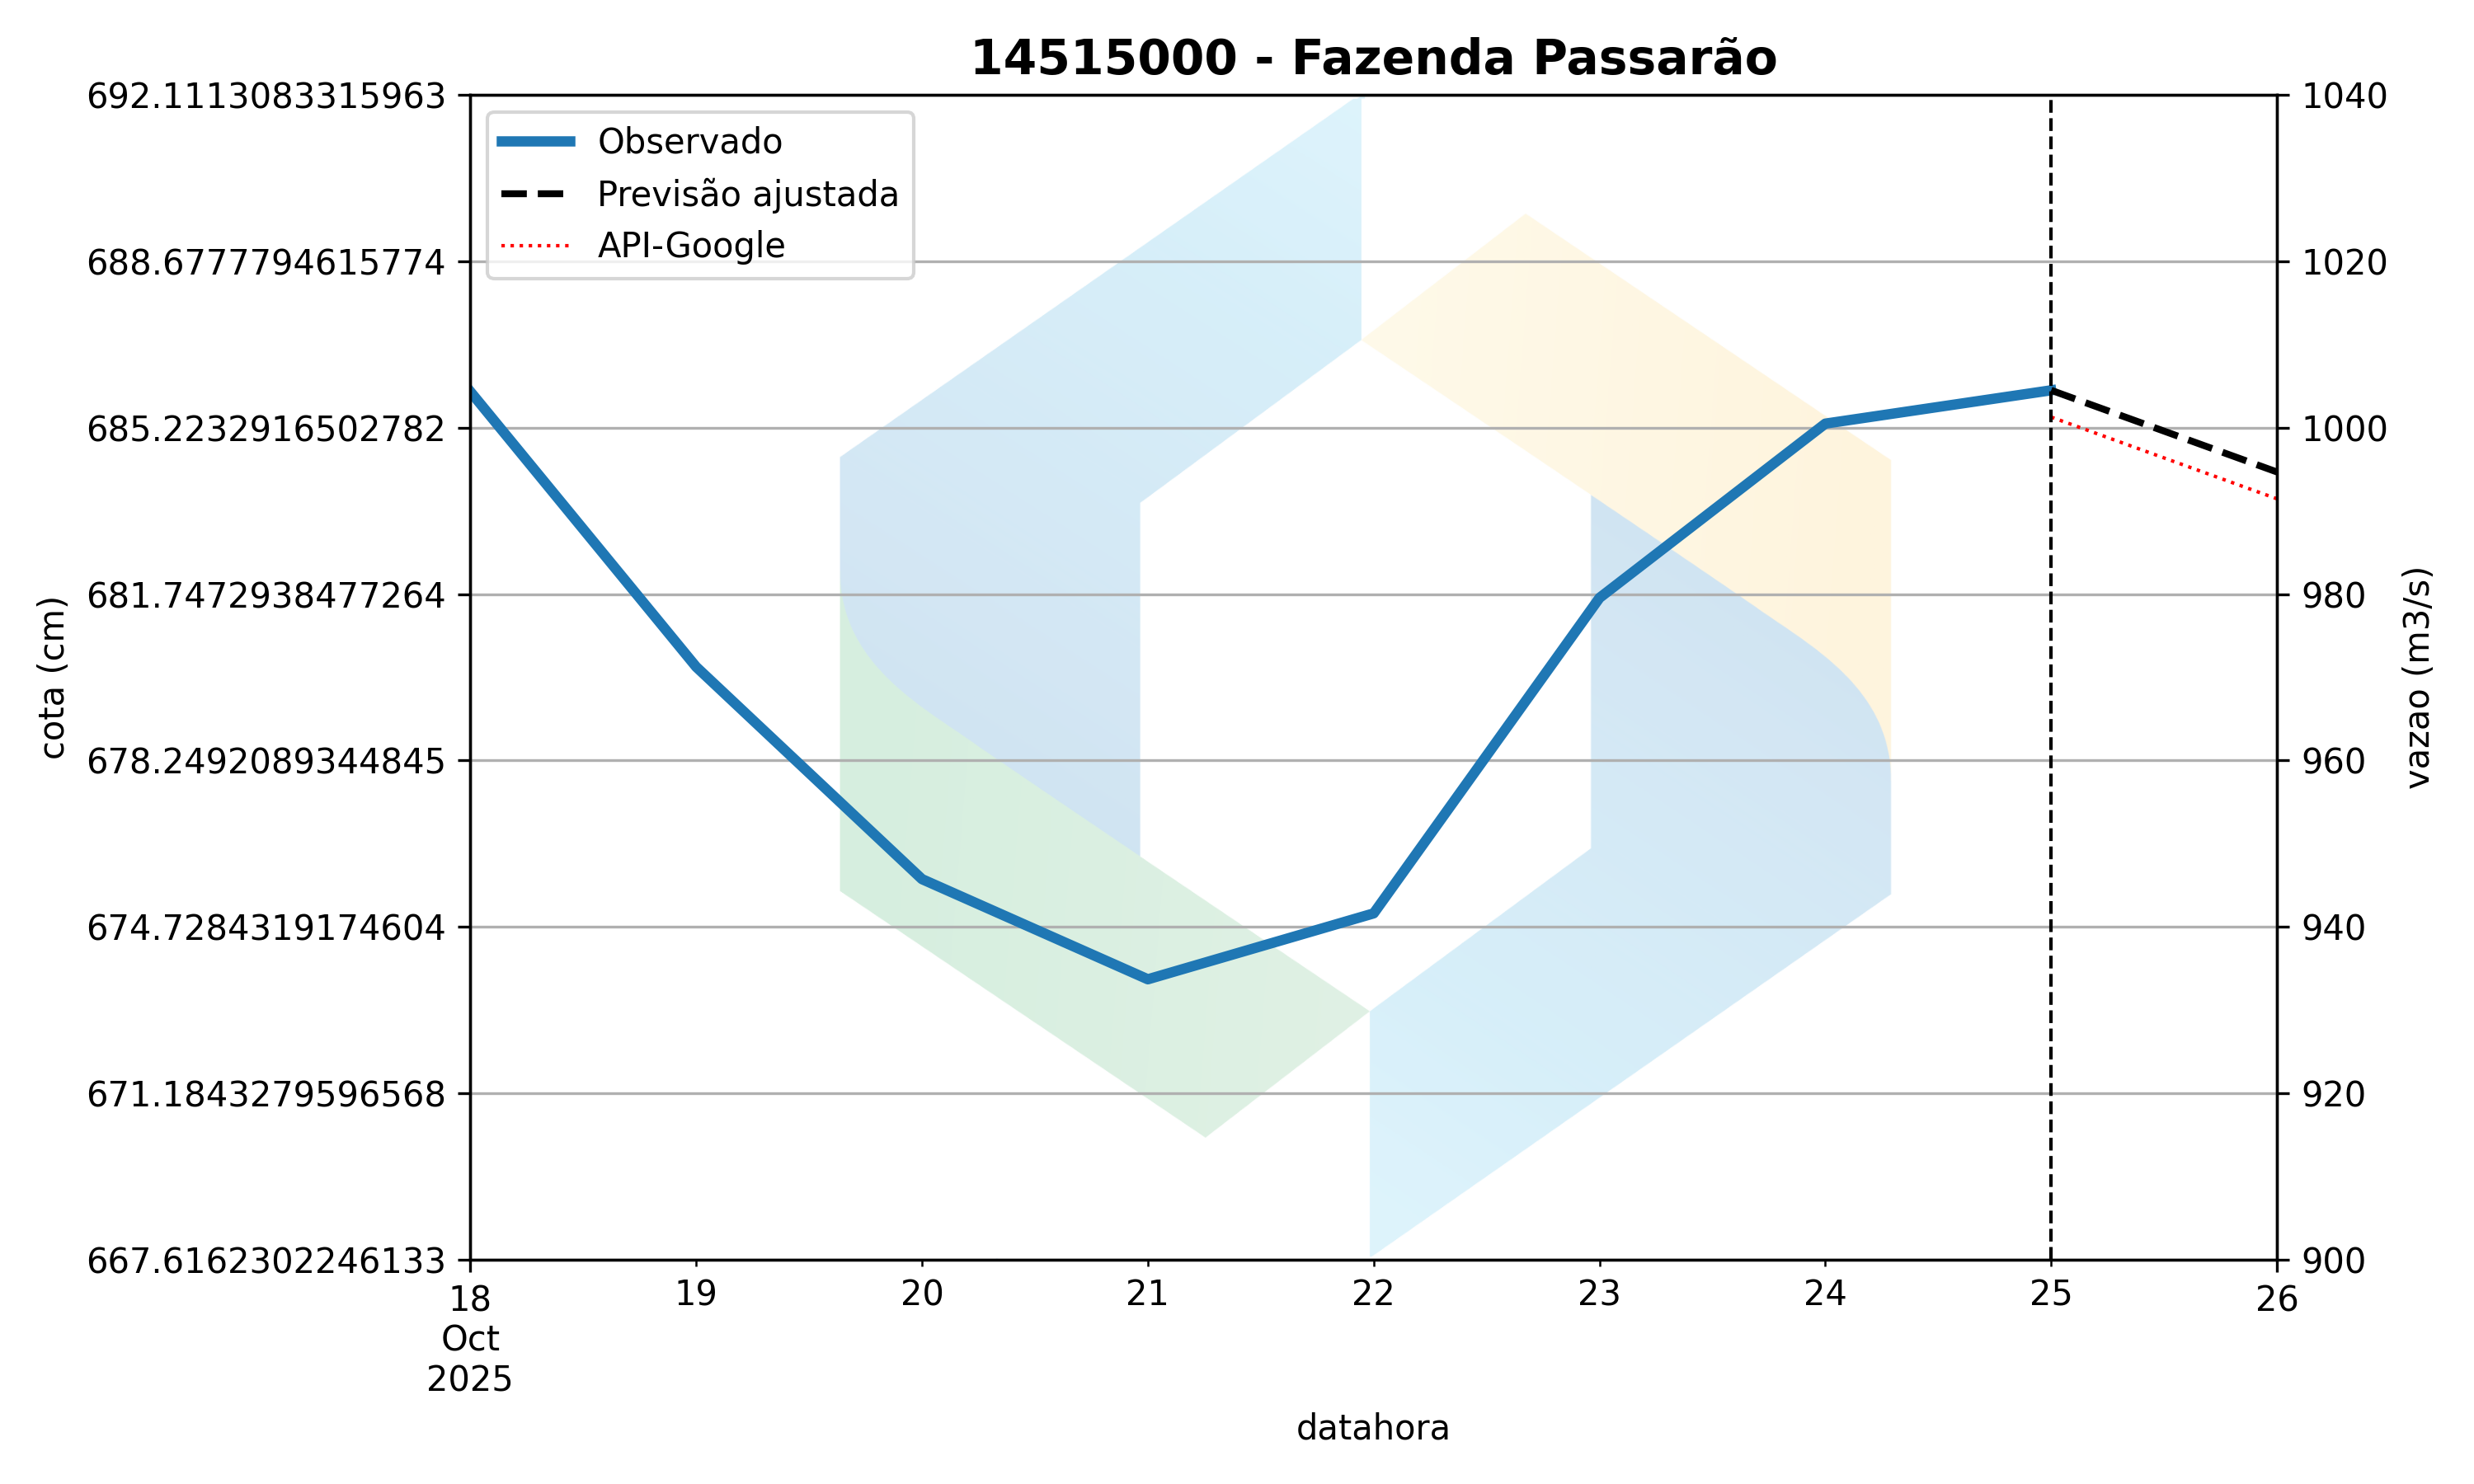 14515000 - Fazenda Passarão
692.1113083315963
688.6777794615774
685.2232916502782
681.7472938477264
678.2492089344845
674.7284319174604
671.1843279596568
667.6162302246133
cota (cm)
Observado
Previsão ajustada
API-Google
1040
1020
1000
980
960
940
920
900
vazao (m3/s)
18 19 20 21 22 23 24 25 26
Oct
2025
datahora